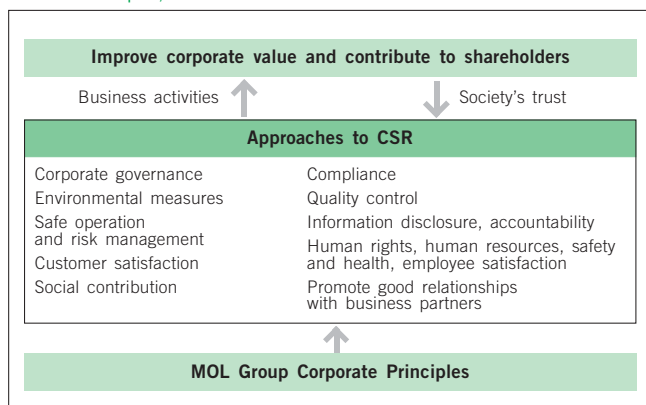 Improve corporate value and contribute to shareholders
Business activities
Society's trust
Approaches to CSR
Corporate governance
Environmental measures
Safe operation
and risk management
Customer satisfaction
Social contribution
Compliance
Quality control
Information disclosure, accountability
Human rights, human resources, safety
and health, employee satisfaction
Promote good relationships
with business partners
MOL Group Corporate Principles